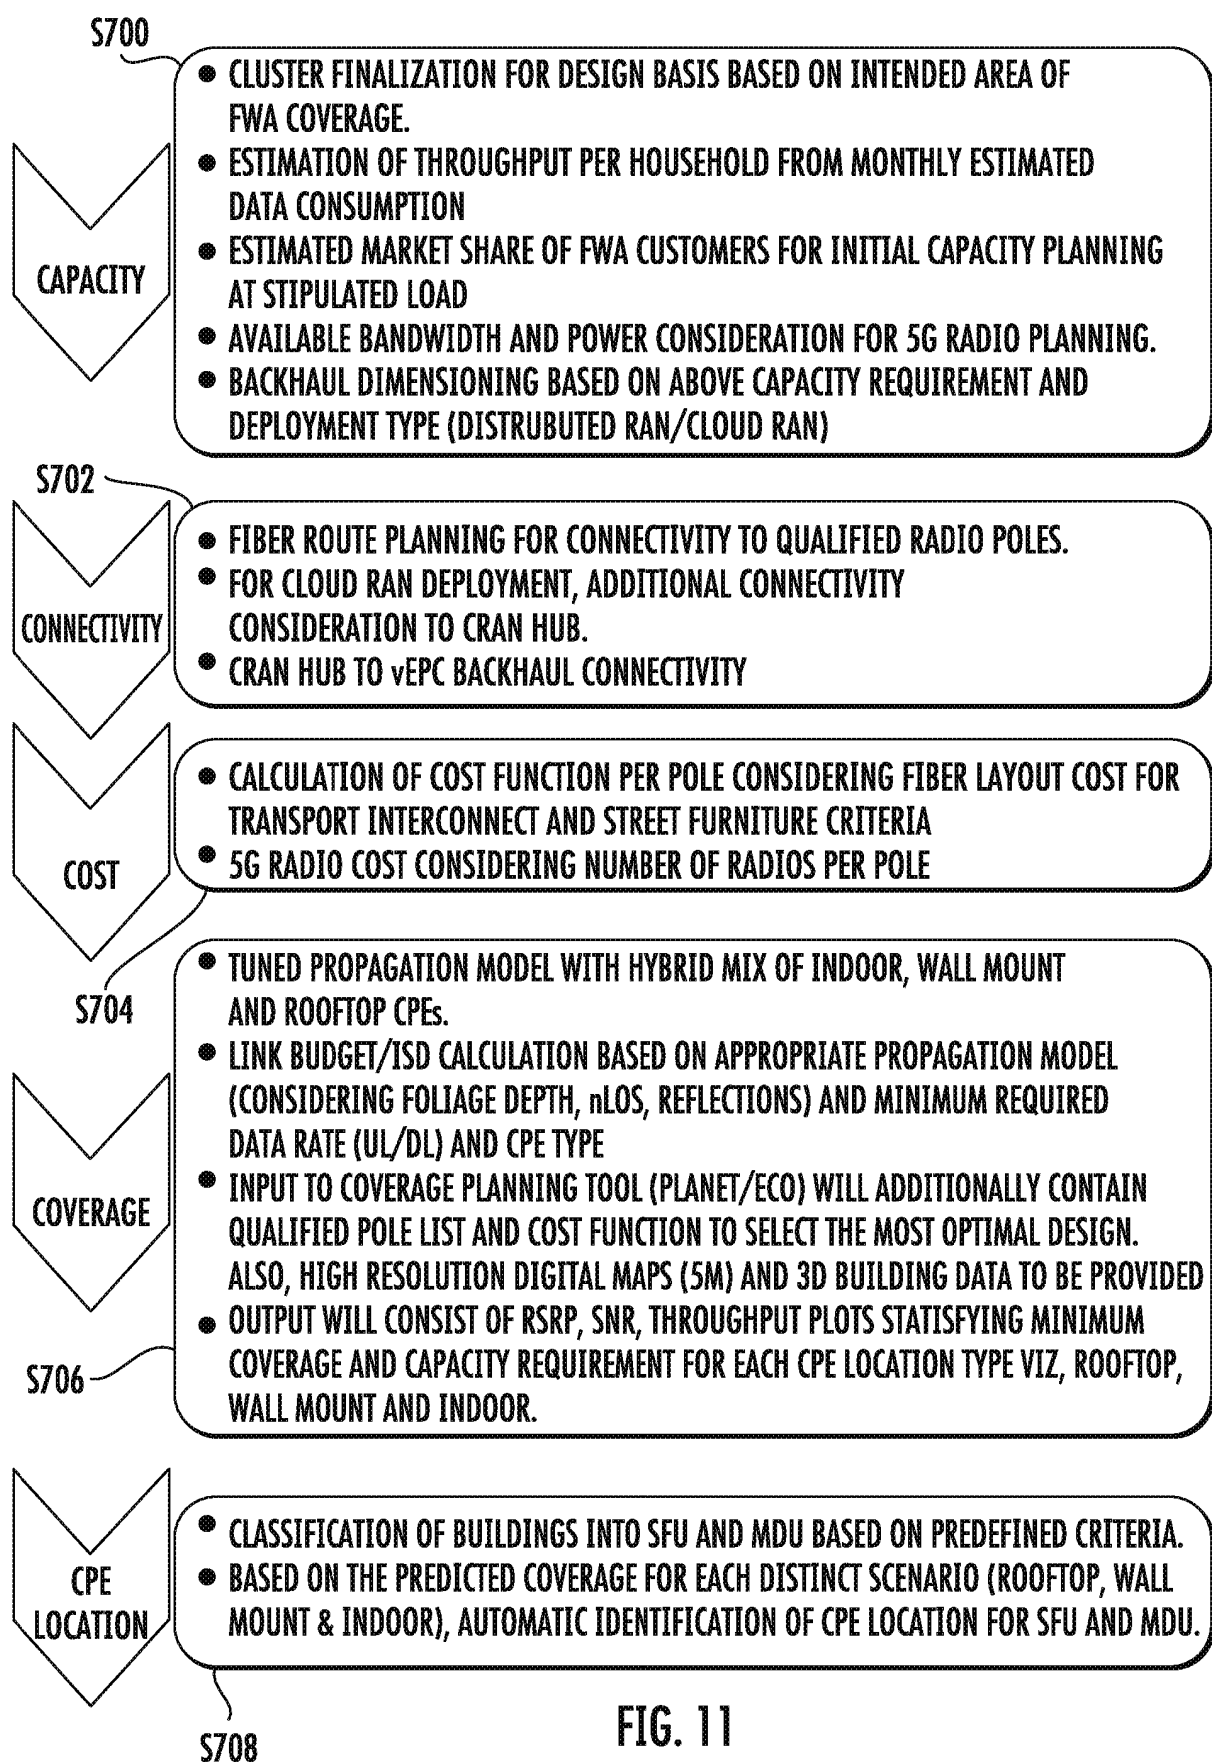 S700
● CLUSTER FINALIZATION FOR DESIGN BASIS BASED ON INTENDED AREA OF
FWA COVERAGE.
● ESTIMATION OF THROUGHPUT PER HOUSEHOLD FROM MONTHLY ESTIMATED
DATA CONSUMPTION
● ESTIMATED MARKET SHARE OF FWA CUSTOMERS FOR INITIAL CAPACITY PLANNING
AT STIPULATED LOAD
● AVAILABLE BANDWIDTH AND POWER CONSIDERATION FOR 5G RADIO PLANNING.
● BACKHAUL DIMENSIONING BASED ON ABOVE CAPACITY REQUIREMENT AND
DEPLOYMENT TYPE (DISTRUBUTED RAN/CLOUD RAN)
CAPACITY
S702
● FIBER ROUTE PLANNING FOR CONNECTIVITY TO QUALIFIED RADIO POLES.
● FOR CLOUD RAN DEPLOYMENT, ADDITIONAL CONNECTIVITY
CONSIDERATION TO CRAN HUB.
● CRAN HUB TO vEPC BACKHAUL CONNECTIVITY
CONNECTIVITY
● CALCULATION OF COST FUNCTION PER POLE CONSIDERING FIBER LAYOUT COST FOR
TRANSPORT INTERCONNECT AND STREET FURNITURE CRITERIA
● 5G RADIO COST CONSIDERING NUMBER OF RADIOS PER POLE
COST
S704
● TUNED PROPAGATION MODEL WITH HYBRID MIX OF INDOOR, WALL MOUNT
AND ROOFTOP CPEs.
● LINK BUDGET/ISD CALCULATION BASED ON APPROPRIATE PROPAGATION MODEL
(CONSIDERING FOLIAGE DEPTH, nLOS, REFLECTIONS) AND MINIMUM REQUIRED
DATA RATE (UL/DL) AND CPE TYPE
● INPUT TO COVERAGE PLANNING TOOL (PLANET/ECO) WILL ADDITIONALLY CONTAIN
QUALIFIED POLE LIST AND COST FUNCTION TO SELECT THE MOST OPTIMAL DESIGN.
ALSO, HIGH RESOLUTION DIGITAL MAPS (5M) AND 3D BUILDING DATA TO BE PROVIDED
● OUTPUT WILL CONSIST OF RSRP, SNR, THROUGHPUT PLOTS STATISFYING MINIMUM
COVERAGE AND CAPACITY REQUIREMENT FOR EACH CPE LOCATION TYPE VIZ, ROOFTOP,
WALL MOUNT AND INDOOR.
COVERAGE
S706
● CLASSIFICATION OF BUILDINGS INTO SFU AND MDU BASED ON PREDEFINED CRITERIA.
● BASED ON THE PREDICTED COVERAGE FOR EACH DISTINCT SCENARIO (ROOFTOP, WALL
MOUNT & INDOOR), AUTOMATIC IDENTIFICATION OF CPE LOCATION FOR SFU AND MDU.
CPE
LOCATION
S708
FIG. 11